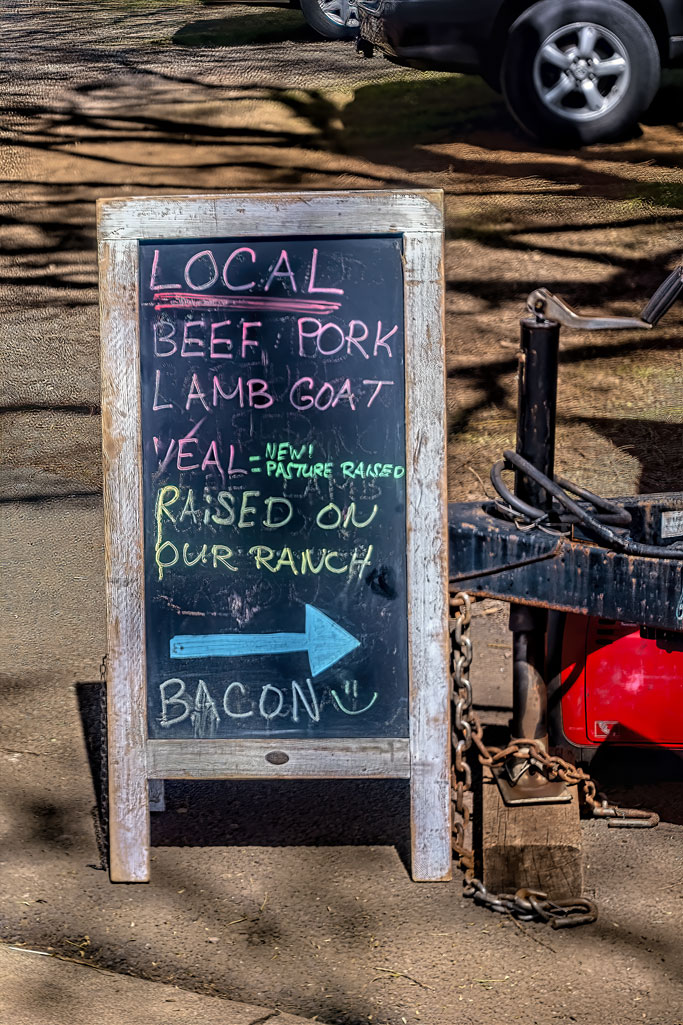 LOCAL
BEEF PORK
LAMB GOAT
VEAL = NEW!
PASTURE RAISED
RAISED ON
OUR RANCH
BACON